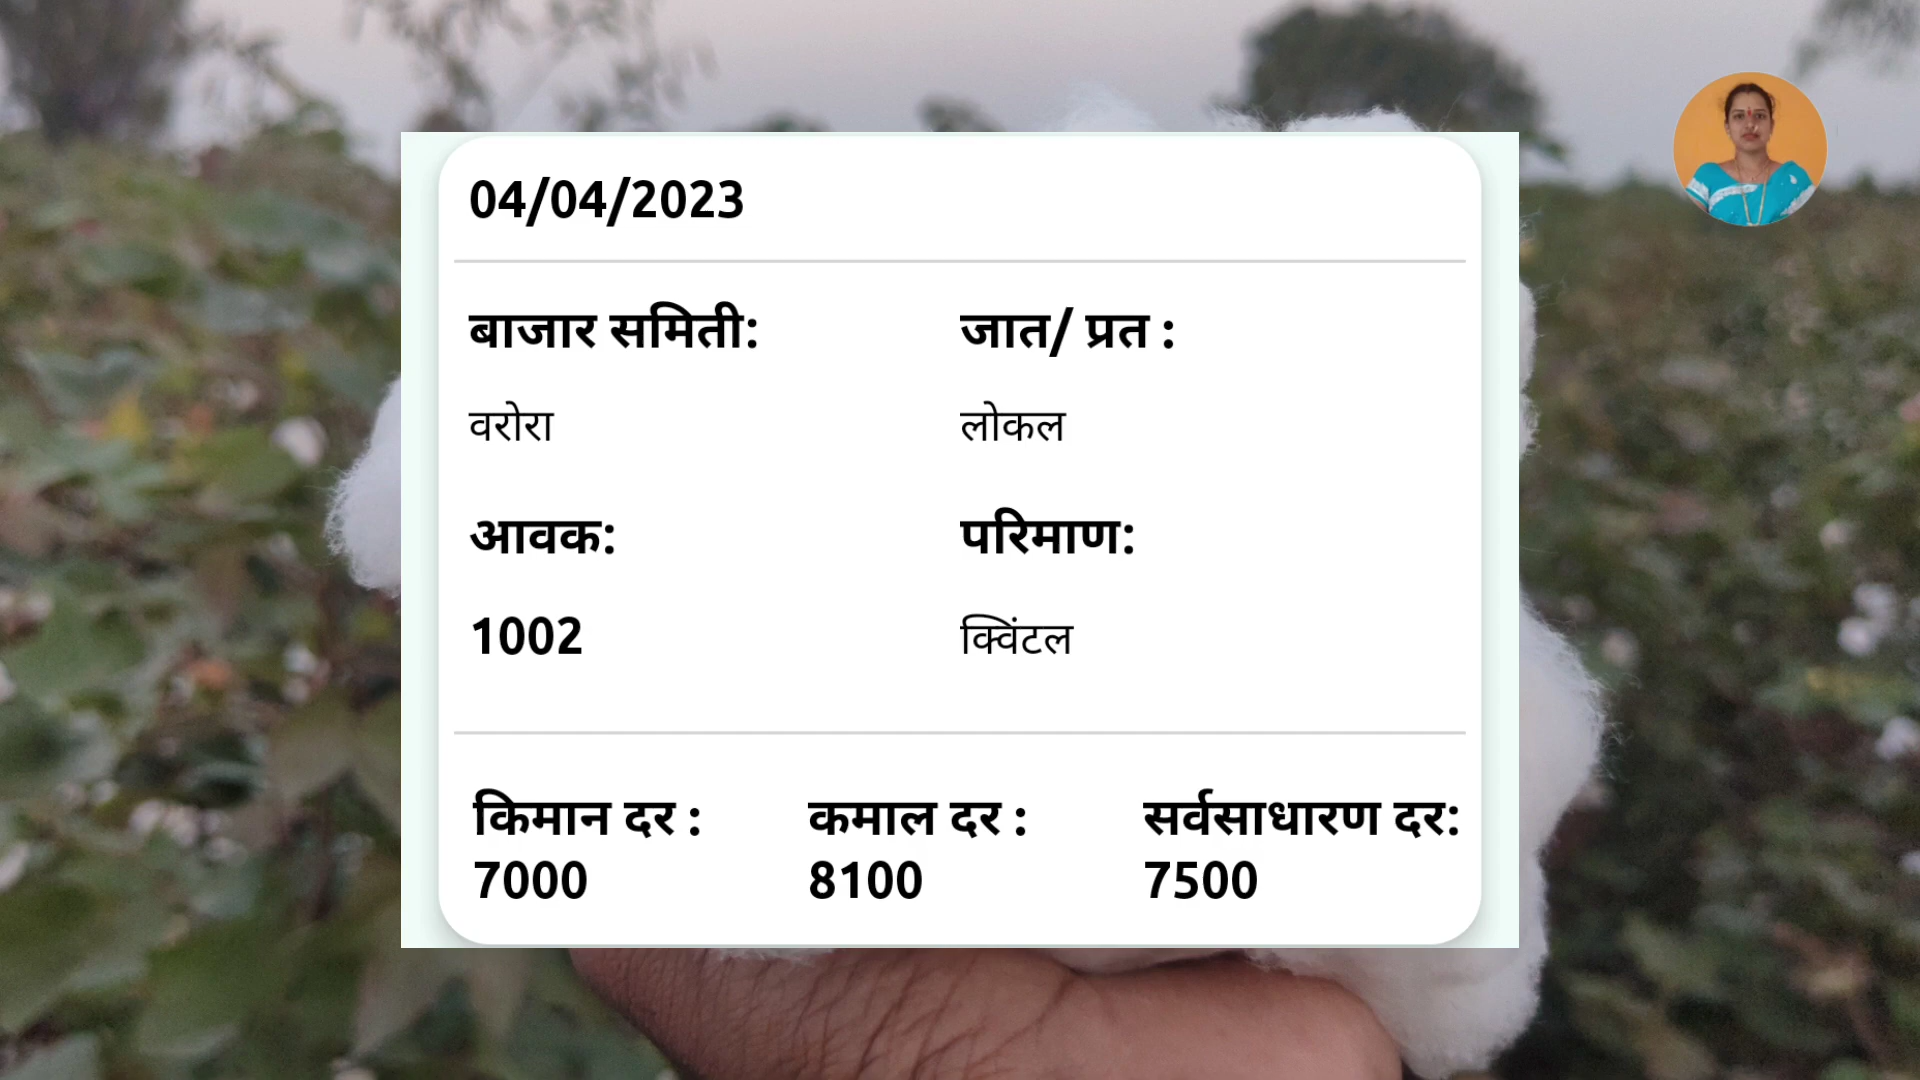 04/04/2023
बाजार समिती: जात/ प्रत :
वरोरा लोकल
आवक: परिमाण:
1002 क्विंटल
किमान दर : कमाल दर : सर्वसाधारण दर:
7000 8100 7500